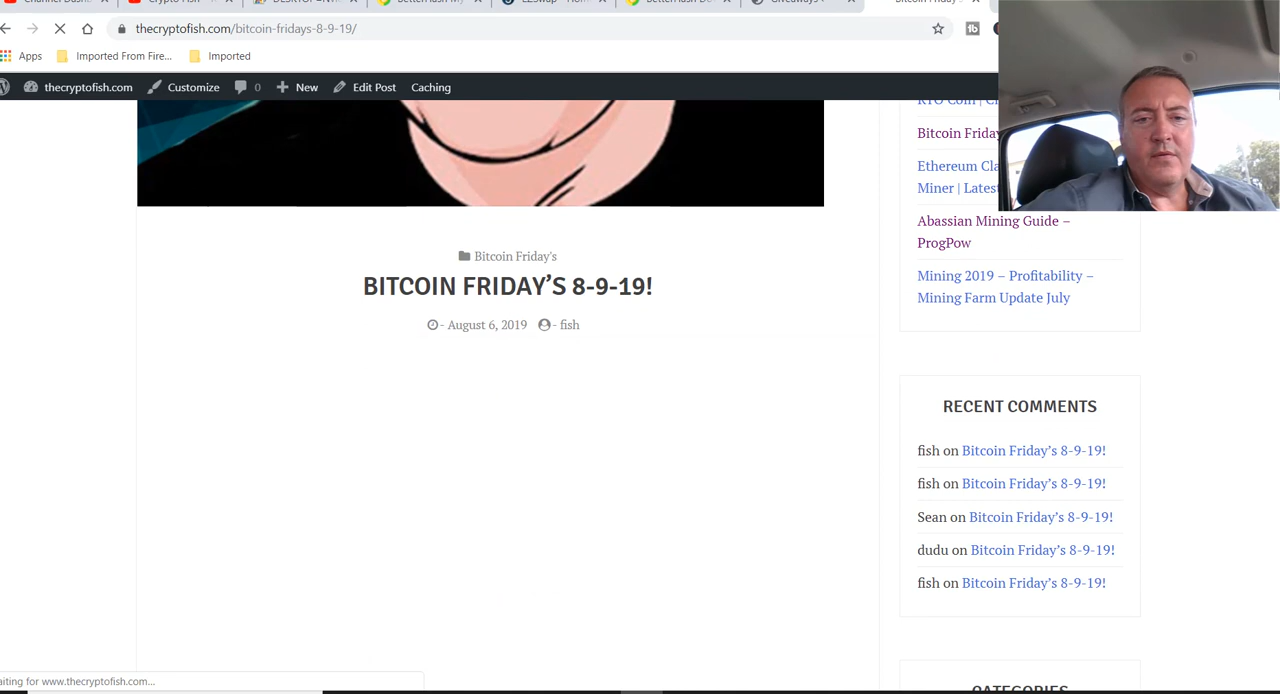 thecryptofish.com/bitcoin-fridays-8-9-19/
Apps
Imported From Fire...
Imported
thecryptofish.com
Customize
0
New
Edit Post
Caching
Bitcoin Friday's
BITCOIN FRIDAY'S 8-9-19!
- August 6, 2019
- fish
Bitcoin Friday
Ethereum Cla
Miner | Latest
Abassian Mining Guide –
ProgPow
Mining 2019 – Profitability –
Mining Farm Update July
RECENT COMMENTS
fish on Bitcoin Friday's 8-9-19!
fish on Bitcoin Friday's 8-9-19!
Sean on Bitcoin Friday's 8-9-19!
dudu on Bitcoin Friday's 8-9-19!
fish on Bitcoin Friday's 8-9-19!
CATEGORIES
aiting for www.thecryptofish.com...